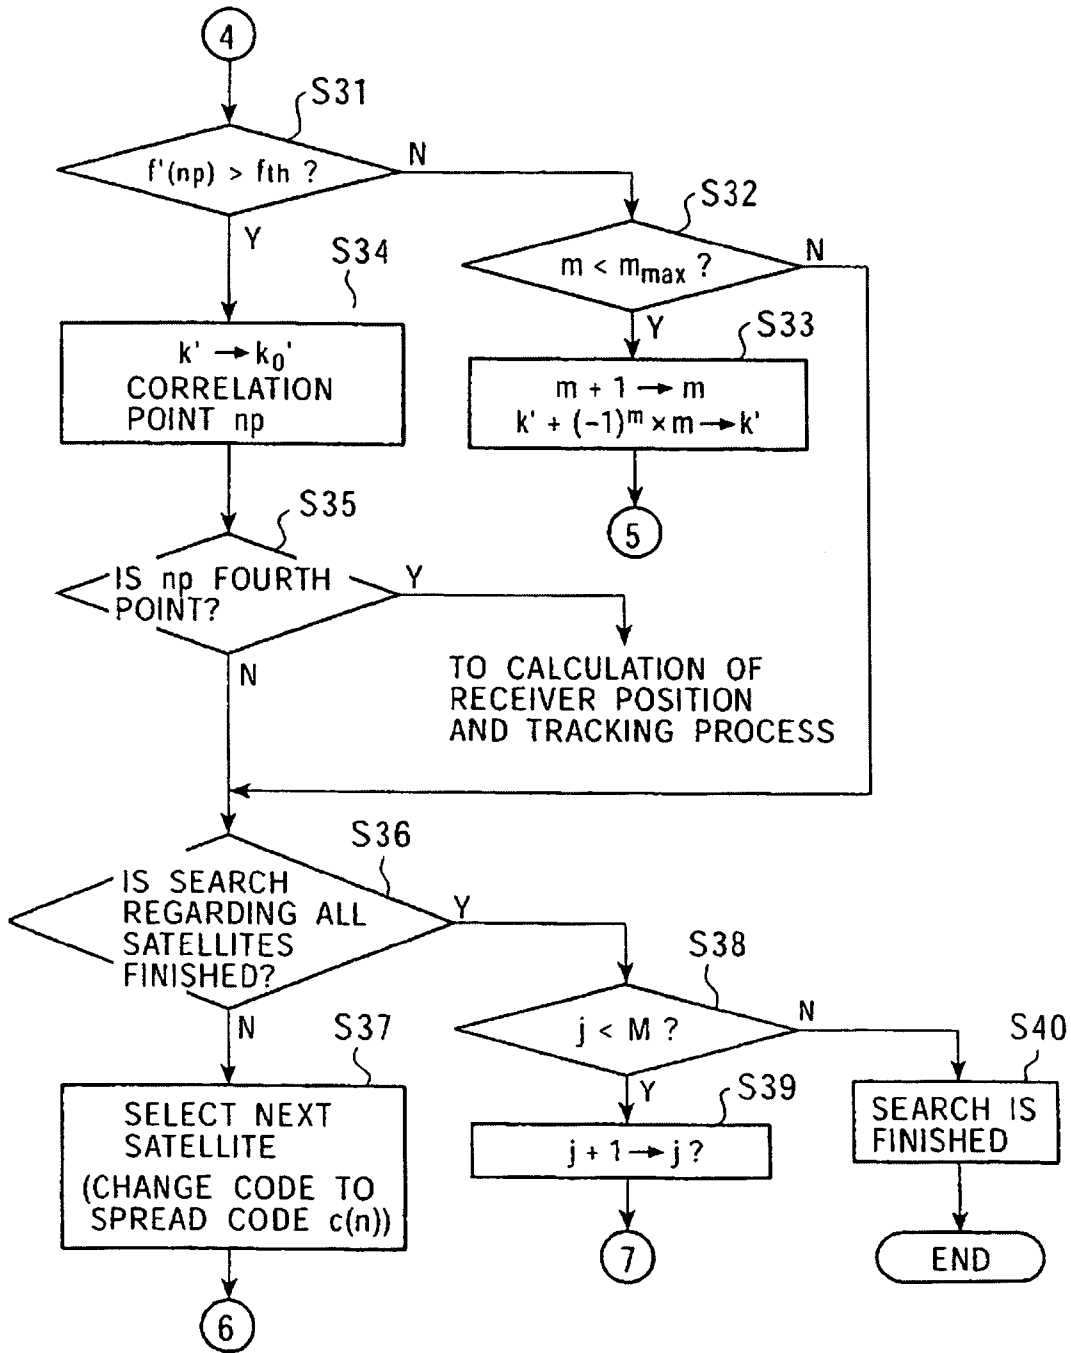 4
S31
f'(np) > fth ?
N
Y
S32
m < mmax ?
N
Y
S34
k' → k0'
CORRELATION
POINT np
S33
m + 1 → m
k' + (-1)^m × m → k'
5
S35
IS np FOURTH
POINT?
Y
N
TO CALCULATION OF
RECEIVER POSITION
AND TRACKING PROCESS
S36
IS SEARCH
REGARDING ALL
SATELLITES
FINISHED?
Y
N
S38
j < M ?
N
Y
S37
SELECT NEXT
SATELLITE
(CHANGE CODE TO
SPREAD CODE c(n))
6
S39
j + 1 → j ?
7
S40
SEARCH IS
FINISHED
END